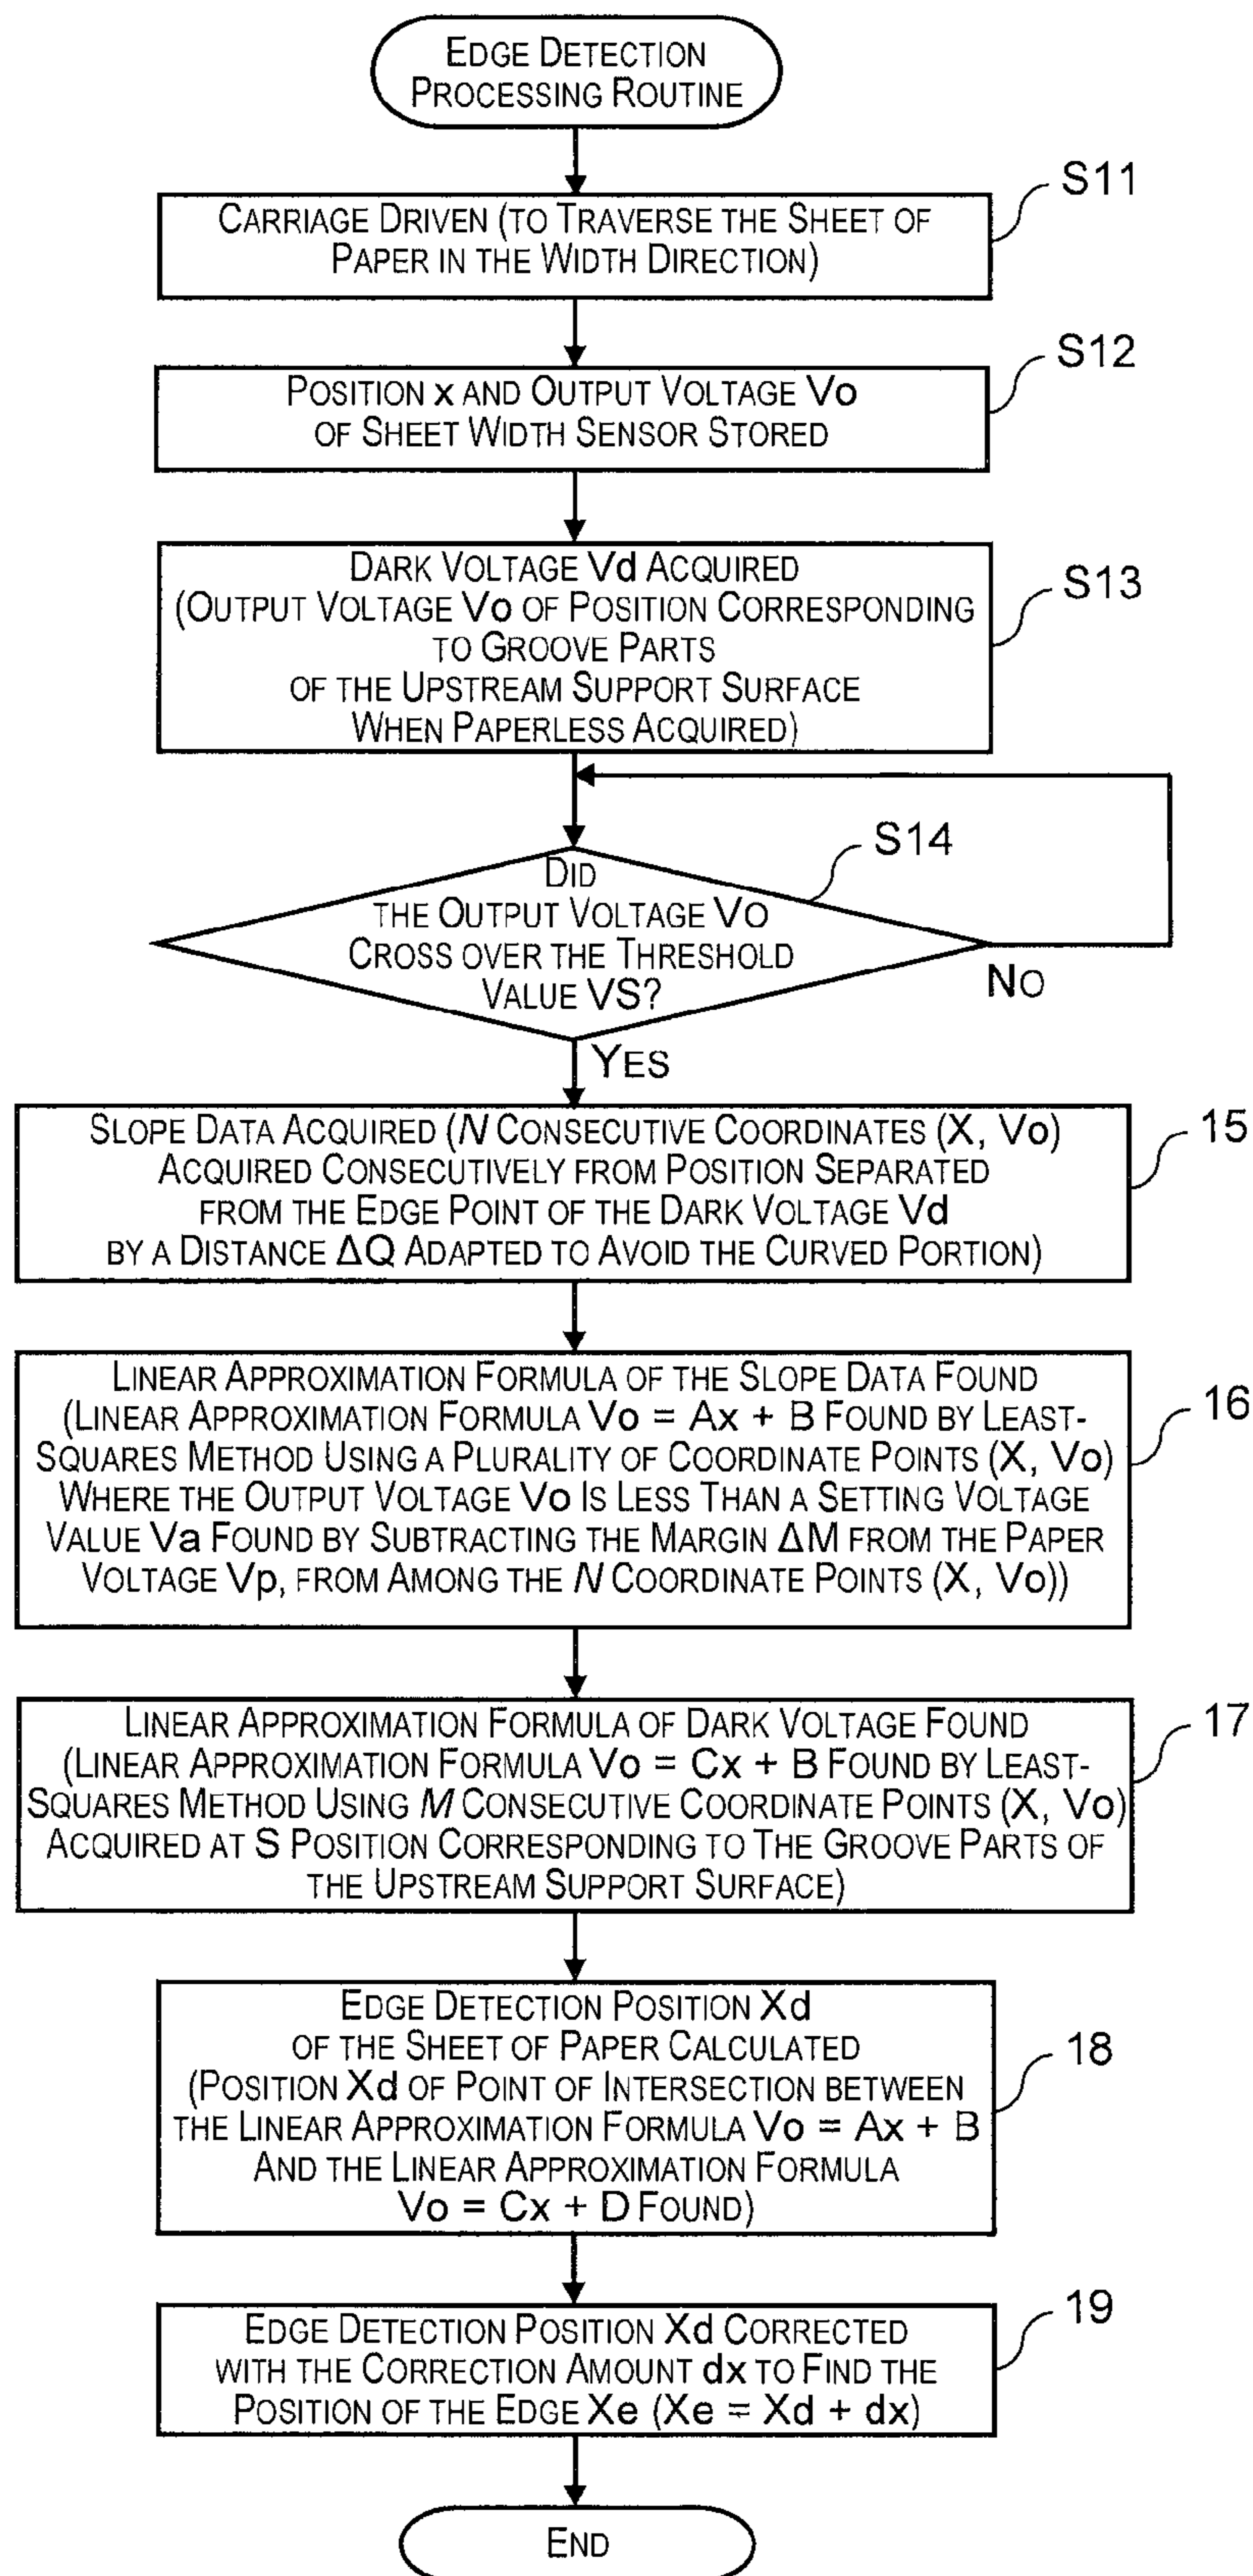 EDGE DETECTION
PROCESSING ROUTINE
S11
CARRIAGE DRIVEN (TO TRAVERSE THE SHEET OF
PAPER IN THE WIDTH DIRECTION)
S12
POSITION x AND OUTPUT VOLTAGE Vo
OF SHEET WIDTH SENSOR STORED
S13
DARK VOLTAGE Vd ACQUIRED
(OUTPUT VOLTAGE Vo OF POSITION CORRESPONDING
TO GROOVE PARTS
OF THE UPSTREAM SUPPORT SURFACE
WHEN PAPERLESS ACQUIRED)
S14
DID
THE OUTPUT VOLTAGE Vo
CROSS OVER THE THRESHOLD
VALUE VS?
NO
YES
15
SLOPE DATA ACQUIRED (N CONSECUTIVE COORDINATES (X, Vo)
ACQUIRED CONSECUTIVELY FROM POSITION SEPARATED
FROM THE EDGE POINT OF THE DARK VOLTAGE Vd
BY A DISTANCE ΔQ ADAPTED TO AVOID THE CURVED PORTION)
16
LINEAR APPROXIMATION FORMULA OF THE SLOPE DATA FOUND
(LINEAR APPROXIMATION FORMULA Vo = Ax + B FOUND BY LEAST-
SQUARES METHOD USING A PLURALITY OF COORDINATE POINTS (X, Vo)
WHERE THE OUTPUT VOLTAGE Vo IS LESS THAN A SETTING VOLTAGE
VALUE Va FOUND BY SUBTRACTING THE MARGIN ΔM FROM THE PAPER
VOLTAGE Vp, FROM AMONG THE N COORDINATE POINTS (X, Vo))
17
LINEAR APPROXIMATION FORMULA OF DARK VOLTAGE FOUND
(LINEAR APPROXIMATION FORMULA Vo = Cx + B FOUND BY LEAST-
SQUARES METHOD USING M CONSECUTIVE COORDINATE POINTS (X, Vo)
ACQUIRED AT S POSITION CORRESPONDING TO THE GROOVE PARTS OF
THE UPSTREAM SUPPORT SURFACE)
18
EDGE DETECTION POSITION Xd
OF THE SHEET OF PAPER CALCULATED
(POSITION Xd OF POINT OF INTERSECTION BETWEEN
THE LINEAR APPROXIMATION FORMULA Vo = Ax + B
AND THE LINEAR APPROXIMATION FORMULA
Vo = Cx + D FOUND)
19
EDGE DETECTION POSITION Xd CORRECTED
WITH THE CORRECTION AMOUNT dx TO FIND THE
POSITION OF THE EDGE Xe (Xe = Xd + dx)
END